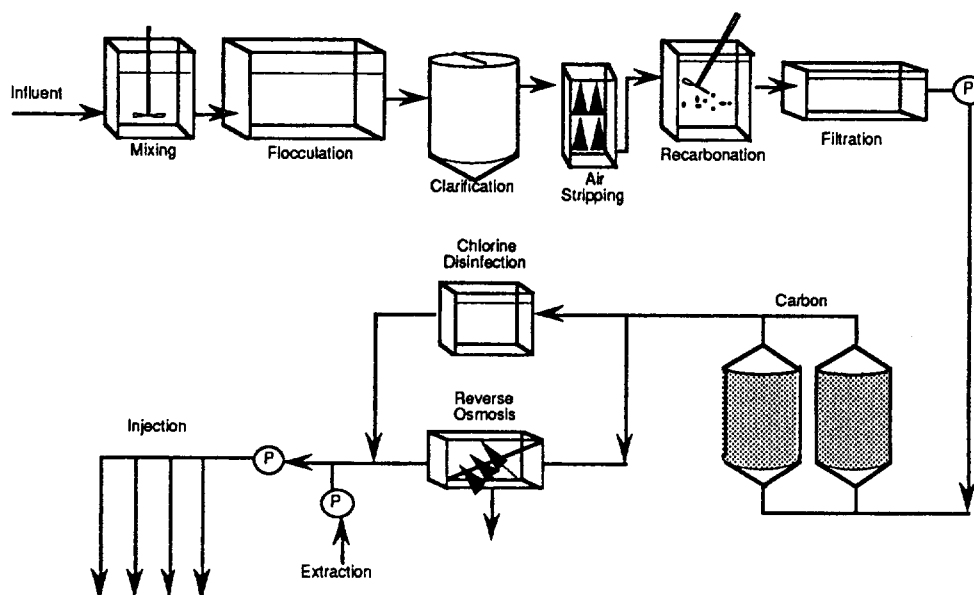 Influent
Mixing
Flocculation
Clarification
Air
Stripping
Recarbonation
Filtration
P
Chlorine
Disinfection
Carbon
Reverse
Osmosis
Injection
P
P
Extraction